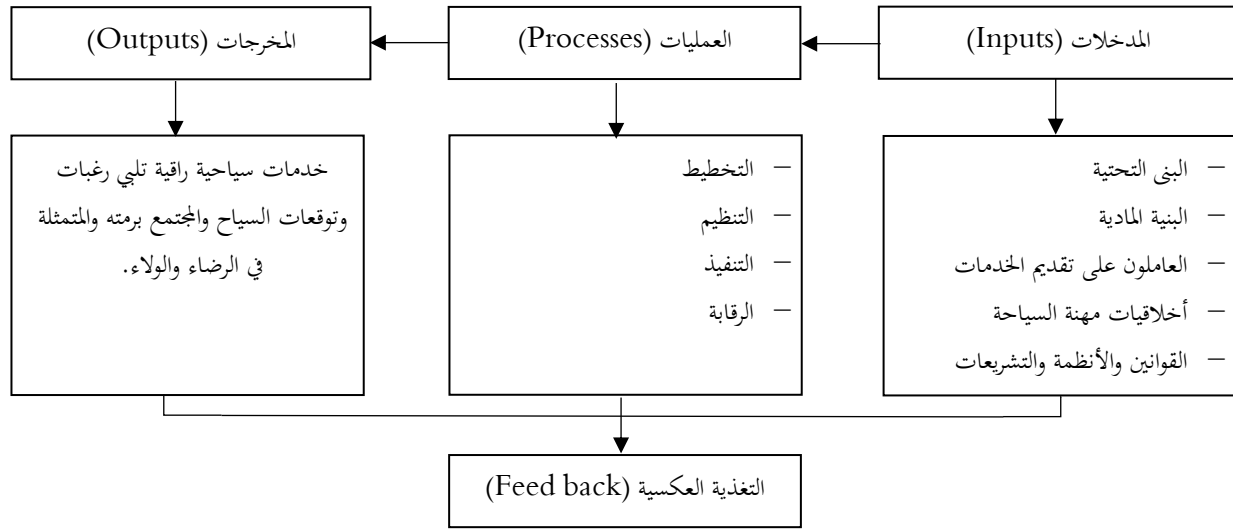 المدخلات (Inputs)
العمليات (Processes)
المخرجات (Outputs)
– البنى التحتية
– البنية المادية
– العاملون على تقديم الخدمات
– أخلاقيات مهنة السياحة
– القوانين والأنظمة والتشريعات
– التخطيط
– التنظيم
– التنفيذ
– الرقابة
خدمات سياحية راقية تلبي رغبات
وتوقعات السياح والمجتمع برمته والمتمثلة
في الرضاء والولاء.
التغذية العكسية (Feed back)